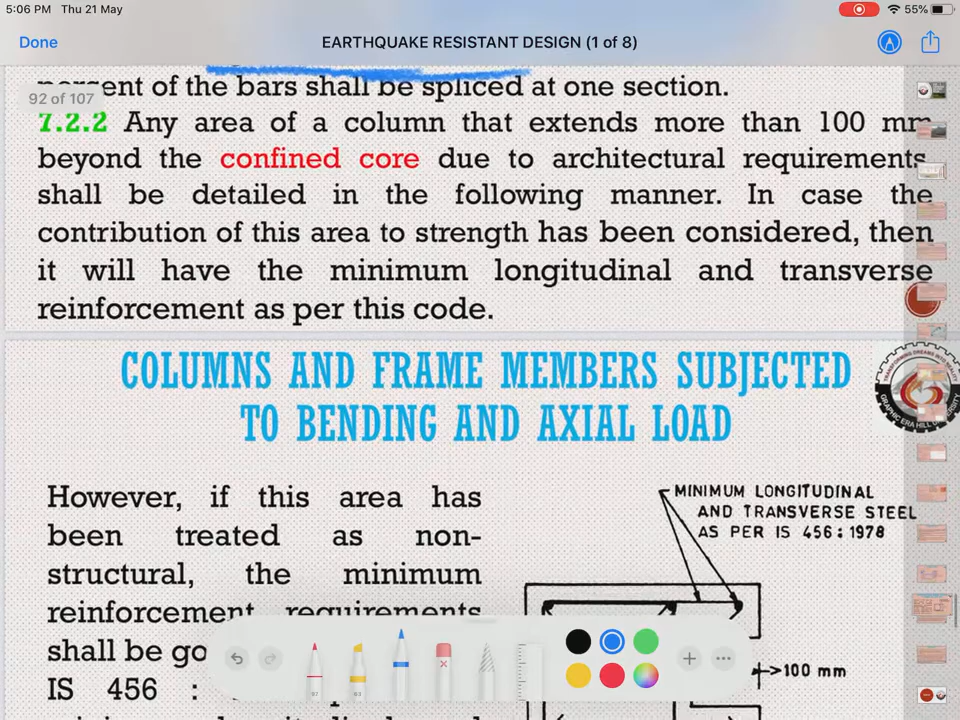 5:06 PM Thu 21 May 55%
Done EARTHQUAKE RESISTANT DESIGN (1 of 8)
percent of the bars shall be spliced at one section.
92 of 107
7.2.2 Any area of a column that extends more than 100 mm
beyond the confined core due to architectural requirements,
shall be detailed in the following manner. In case the
contribution of this area to strength has been considered, then
it will have the minimum longitudinal and transverse
reinforcement as per this code.
COLUMNS AND FRAME MEMBERS SUBJECTED
TO BENDING AND AXIAL LOAD
However, if this area has
been treated as non-
structural, the minimum
reinforcement requirements
shall be go
IS 456 :
MINIMUM LONGITUDINAL
AND TRANSVERSE STEEL
AS PER IS 456: 1978
>100 mm
97
63